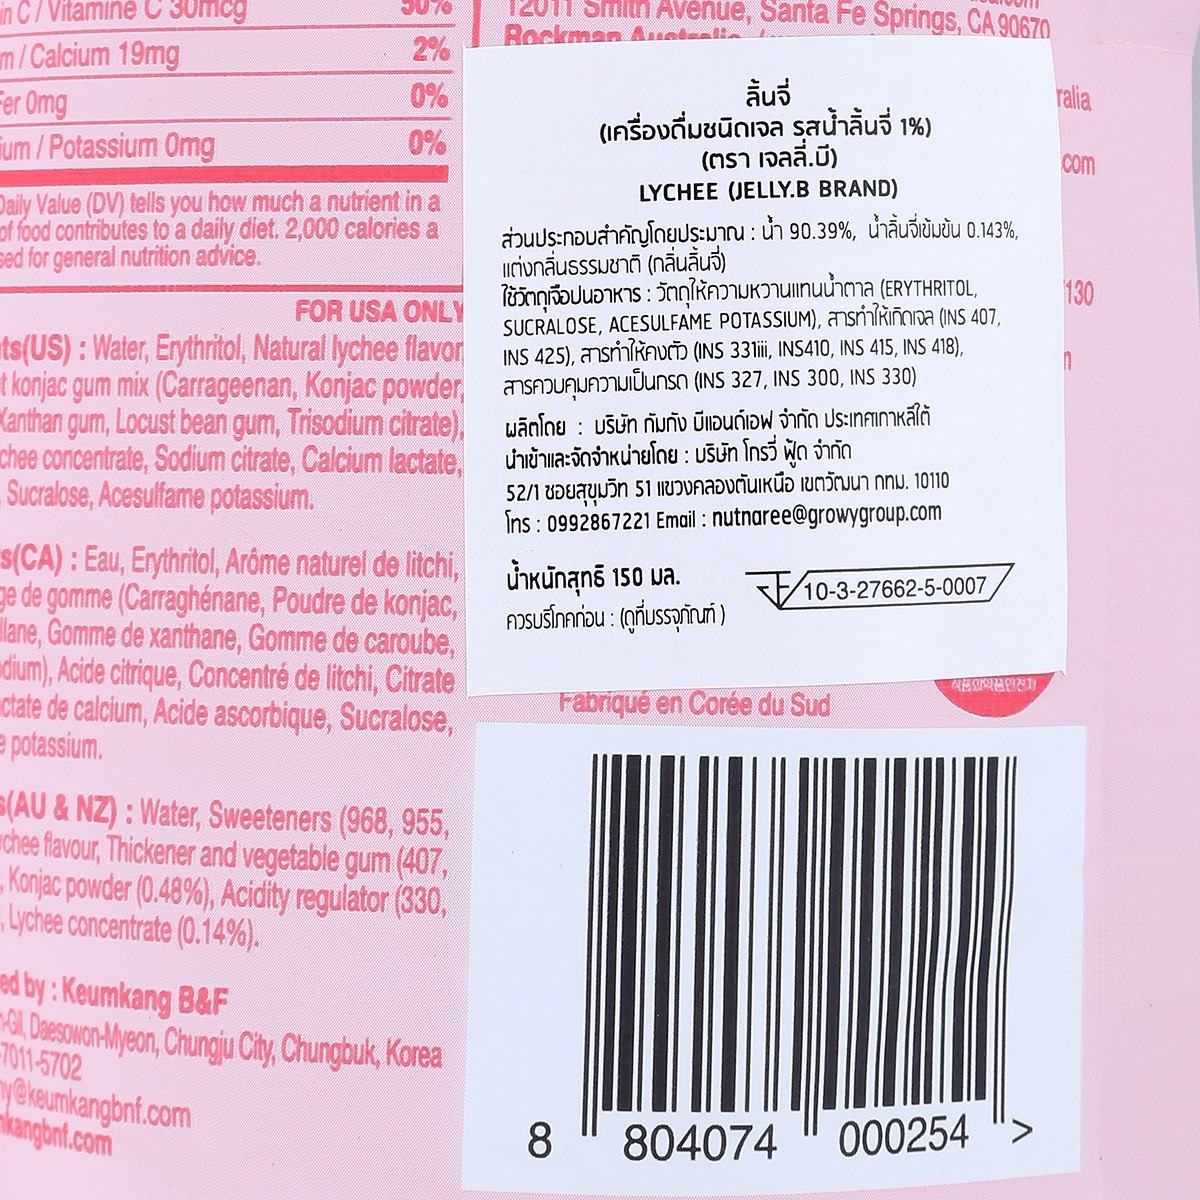 in C / Vitamine C 30mcg 50%
m / Calcium 19mg 2%
Fer 0mg 0%
ium / Potassium 0mg 0%
Daily Value (DV) tells you how much a nutrient in a
of food contributes to a daily diet. 2,000 calories a
sed for general nutrition advice.
FOR USA ONLY
ts(US) : Water, Erythritol, Natural lychee flavor
t konjac gum mix (Carrageenan, Konjac powder,
Xanthan gum, Locust bean gum, Trisodium citrate),
chee concentrate, Sodium citrate, Calcium lactate,
, Sucralose, Acesulfame potassium.
s(CA) : Eau, Erythritol, Arôme naturel de litchi,
ge de gomme (Carraghénane, Poudre de konjac,
llane, Gomme de xanthane, Gomme de caroube,
dium), Acide citrique, Concentré de litchi, Citrate
ctate de calcium, Acide ascorbique, Sucralose,
e potassium.
s(AU & NZ) : Water, Sweeteners (968, 955,
ychee flavour, Thickener and vegetable gum (407,
, Konjac powder (0.48%), Acidity regulator (330,
, Lychee concentrate (0.14%).
ed by : Keumkang B&F
n-Gil, Daesowon-Myeon, Chungju City, Chungbuk, Korea
-7011-5702
ny@keumkangbnf.com
nkangbnf.com
12011 Smith Avenue, Santa Fe Springs, CA 90670
Rockman Australia
ralia
.com
7130
ลิ้นจี่
(เครื่องดื่มชนิดเจล รสน้ำลิ้นจี่ 1%)
(ตรา เจลลี่.บี)
LYCHEE (JELLY.B BRAND)
ส่วนประกอบสำคัญโดยประมาณ : น้ำ 90.39%, น้ำลิ้นจี่เข้มข้น 0.143%,
แต่งกลิ่นธรรมชาติ (กลิ่นลิ้นจี่)
ใช้วัตถุเจือปนอาหาร : วัตถุให้ความหวานแทนน้ำตาล (ERYTHRITOL,
SUCRALOSE, ACESULFAME POTASSIUM), สารทำให้เกิดเจล (INS 407,
INS 425), สารทำให้คงตัว (INS 331iii, INS410, INS 415, INS 418),
สารควบคุมความเป็นกรด (INS 327, INS 300, INS 330)
ผลิตโดย : บริษัท กัมกัง บีแอนด์เอฟ จำกัด ประเทศเกาหลีใต้
นำเข้าและจัดจำหน่ายโดย : บริษัท โกรวี่ ฟู้ด จำกัด
52/1 ซอยสุขุมวิท 51 แขวงคลองตันเหนือ เขตวัฒนา กทม. 10110
โทร : 0992867221 Email : nutnaree@growygroup.com
น้ำหนักสุทธิ 150 มล.
10-3-27662-5-0007
ควรบริโภคก่อน : (ดูที่บรรจุภัณฑ์ )
Fabriqué en Corée du Sud
8 804074 000254 >